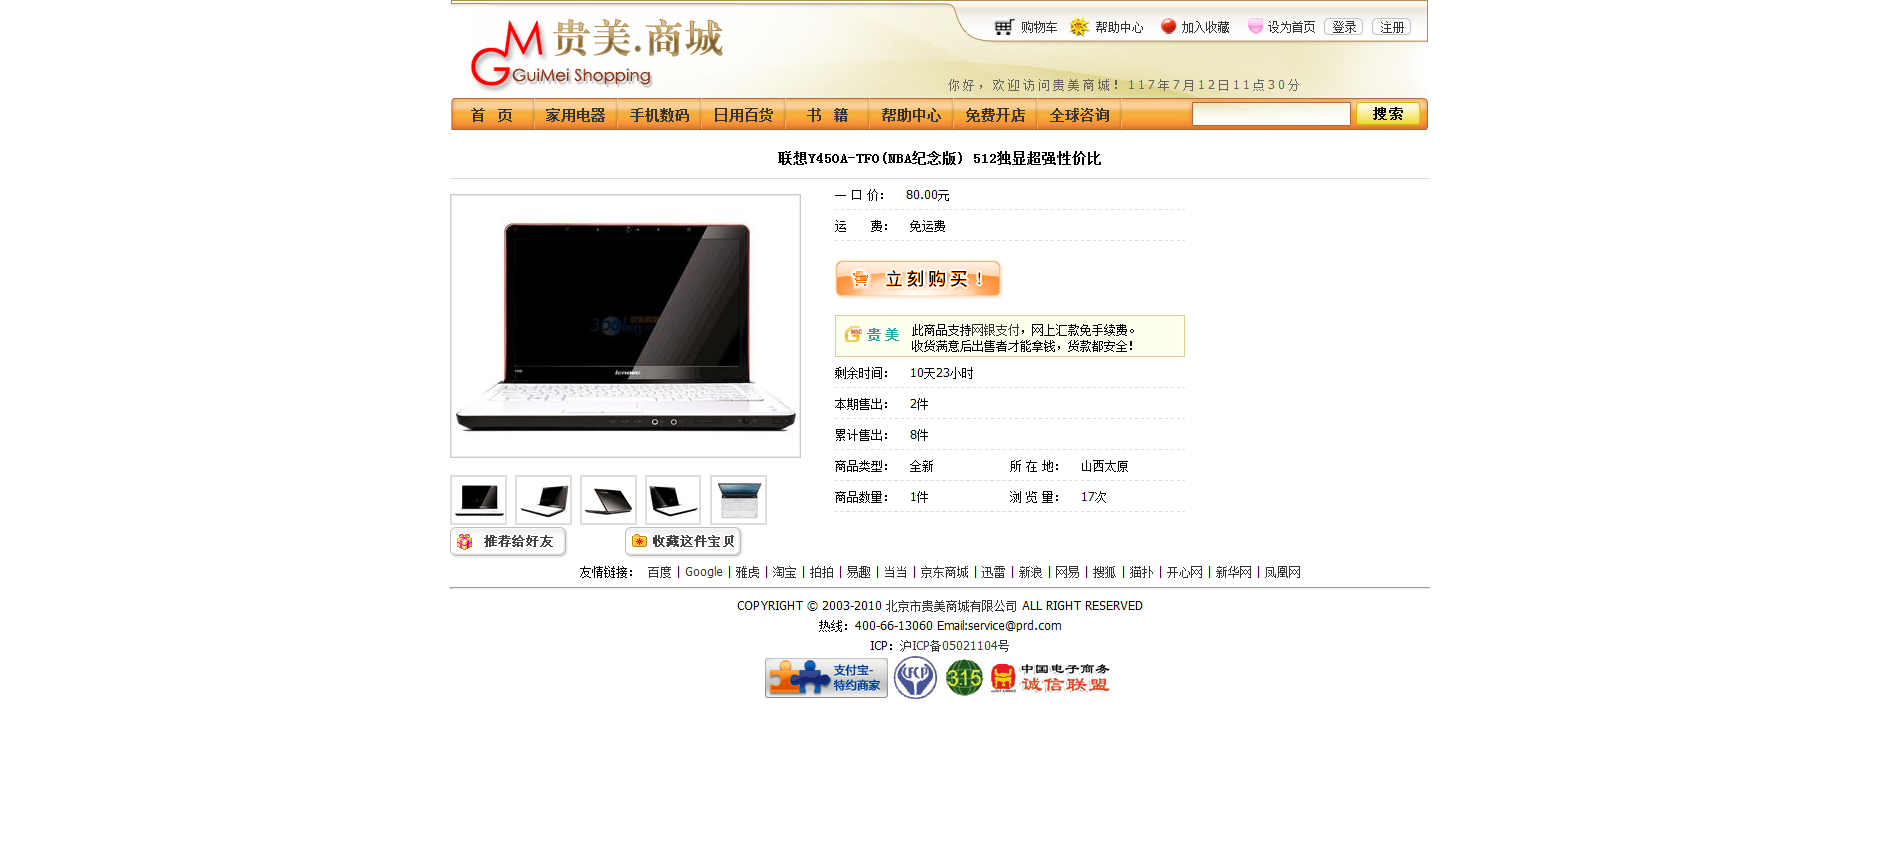 购物车 帮助中心 加入收藏 设为首页 登录 注册
GM 贵美.商城
GuiMei Shopping
你好，欢迎访问贵美商城！117年7月12日11点30分
首 页 家用电器 手机数码 日用百货 书 籍 帮助中心 免费开店 全球咨询 搜索
联想Y450A-TFO(NBA纪念版) 512独显超强性价比
一 口 价： 80.00元
运 费： 免运费
立刻购买！
贵美 此商品支持网银支付，网上汇款免手续费。
收货满意后出售者才能拿钱，货款都安全！
lenovo
剩余时间： 10天23小时
本期售出： 2件
累计售出： 8件
商品类型： 全新 所 在 地： 山西太原
商品数量： 1件 浏 览 量： 17次
推荐给好友 收藏这件宝贝
友情链接： 百度 | Google | 雅虎 | 淘宝 | 拍拍 | 易趣 | 当当 | 京东商城 | 迅雷 | 新浪 | 网易 | 搜狐 | 猫扑 | 开心网 | 新华网 | 凤凰网
COPYRIGHT © 2003-2010 北京市贵美商城有限公司 ALL RIGHT RESERVED
热线：400-66-13060 Email:service@prd.com
ICP：沪ICP备05021104号
支付宝-
特约商家
315
中国电子商务
诚信联盟